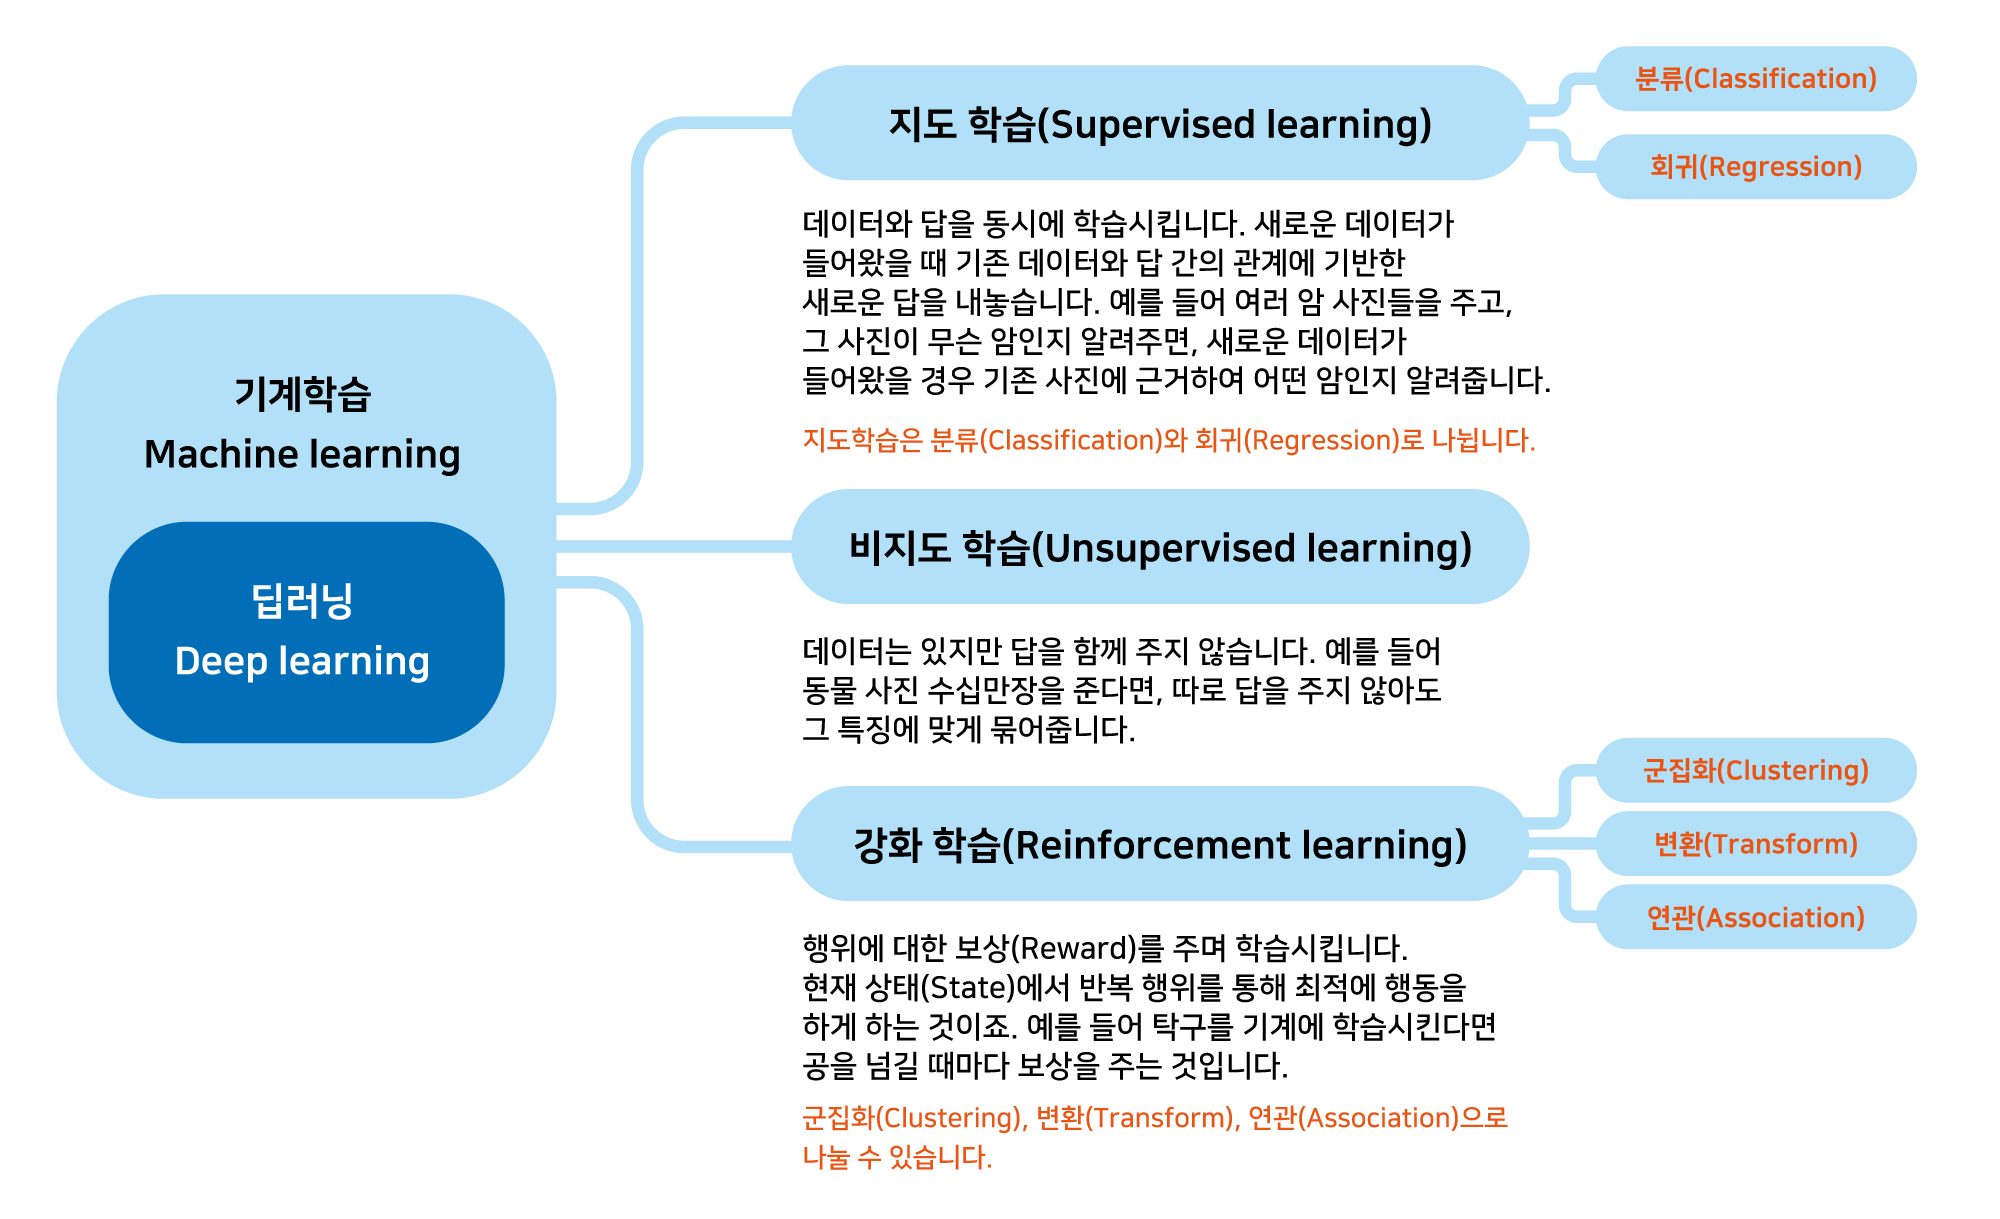 기계학습
Machine learning
딥러닝
Deep learning
지도 학습(Supervised learning)
분류(Classification)
회귀(Regression)
데이터와 답을 동시에 학습시킵니다. 새로운 데이터가
들어왔을 때 기존 데이터와 답 간의 관계에 기반한
새로운 답을 내놓습니다. 예를 들어 여러 암 사진들을 주고,
그 사진이 무슨 암인지 알려주면, 새로운 데이터가
들어왔을 경우 기존 사진에 근거하여 어떤 암인지 알려줍니다.
지도학습은 분류(Classification)와 회귀(Regression)로 나뉩니다.
비지도 학습(Unsupervised learning)
데이터는 있지만 답을 함께 주지 않습니다. 예를 들어
동물 사진 수십만장을 준다면, 따로 답을 주지 않아도
그 특징에 맞게 묶어줍니다.
강화 학습(Reinforcement learning)
군집화(Clustering)
변환(Transform)
연관(Association)
행위에 대한 보상(Reward)를 주며 학습시킵니다.
현재 상태(State)에서 반복 행위를 통해 최적에 행동을
하게 하는 것이죠. 예를 들어 탁구를 기계에 학습시킨다면
공을 넘길 때마다 보상을 주는 것입니다.
군집화(Clustering), 변환(Transform), 연관(Association)으로
나눌 수 있습니다.